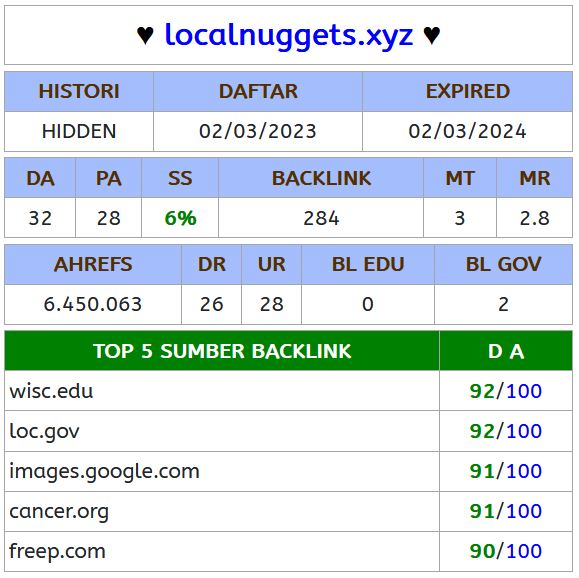 ♥ localnuggets.xyz ♥
HISTORI DAFTAR EXPIRED
HIDDEN 02/03/2023 02/03/2024
DA PA SS BACKLINK MT MR
32 28 6% 284 3 2.8
AHREFS DR UR BL EDU BL GOV
6.450.063 26 28 0 2
TOP 5 SUMBER BACKLINK D A
wisc.edu 92/100
loc.gov 92/100
images.google.com 91/100
cancer.org 91/100
freep.com 90/100